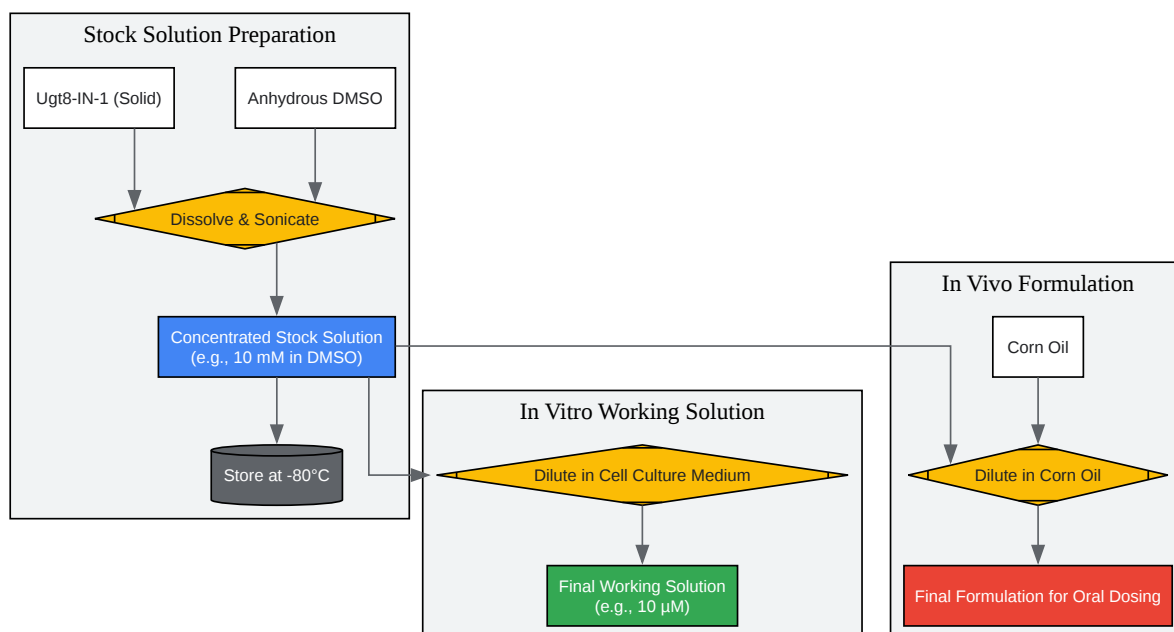 Stock Solution Preparation
Ugt8-IN-1 (Solid)
Anhydrous DMSO
Dissolve & Sonicate
Concentrated Stock Solution
(e.g., 10 mM in DMSO)
Store at -80°C
In Vitro Working Solution
Dilute in Cell Culture Medium
Final Working Solution
(e.g., 10 µM)
In Vivo Formulation
Corn Oil
Dilute in Corn Oil
Final Formulation for Oral Dosing